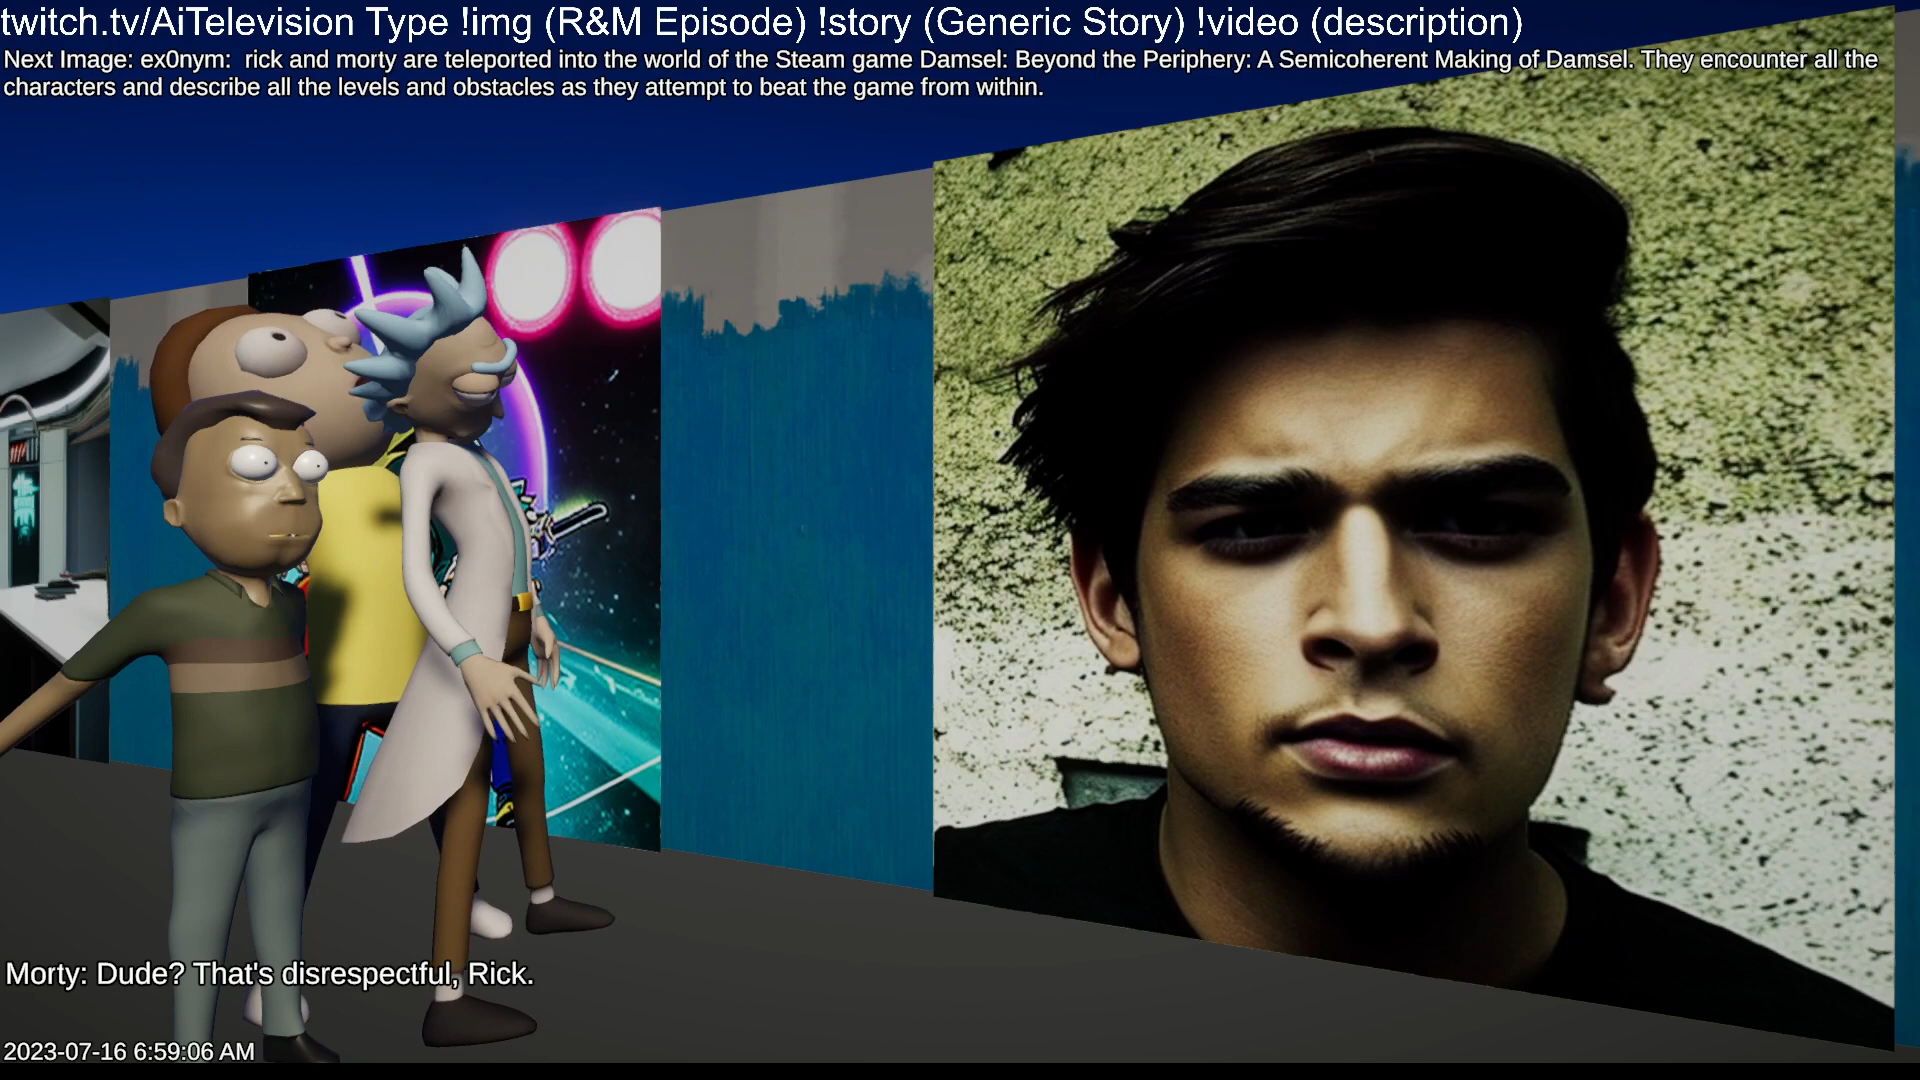 twitch.tv/AiTelevision Type !img (R&M Episode) !story (Generic Story) !video (description)
Next Image: ex0nym:  rick and morty are teleported into the world of the Steam game Damsel: Beyond the Periphery: A Semicoherent Making of Damsel. They encounter all the
characters and describe all the levels and obstacles as they attempt to beat the game from within.
Morty: Dude? That's disrespectful, Rick.
2023-07-16 6:59:06 AM